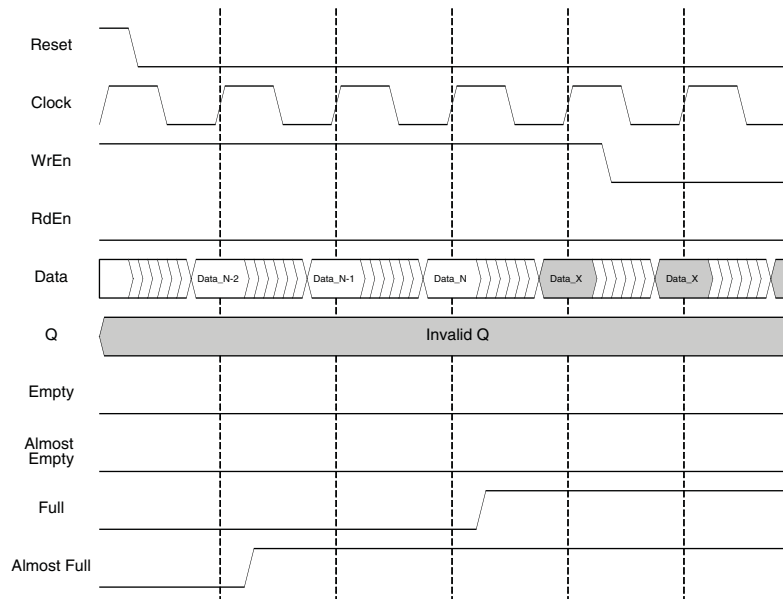 Reset
Clock
WrEn
RdEn
Data
Data_N-2
Data_N-1
Data_N
Data_X
Data_X
Q
Invalid Q
Empty
Almost
Empty
Full
Almost Full